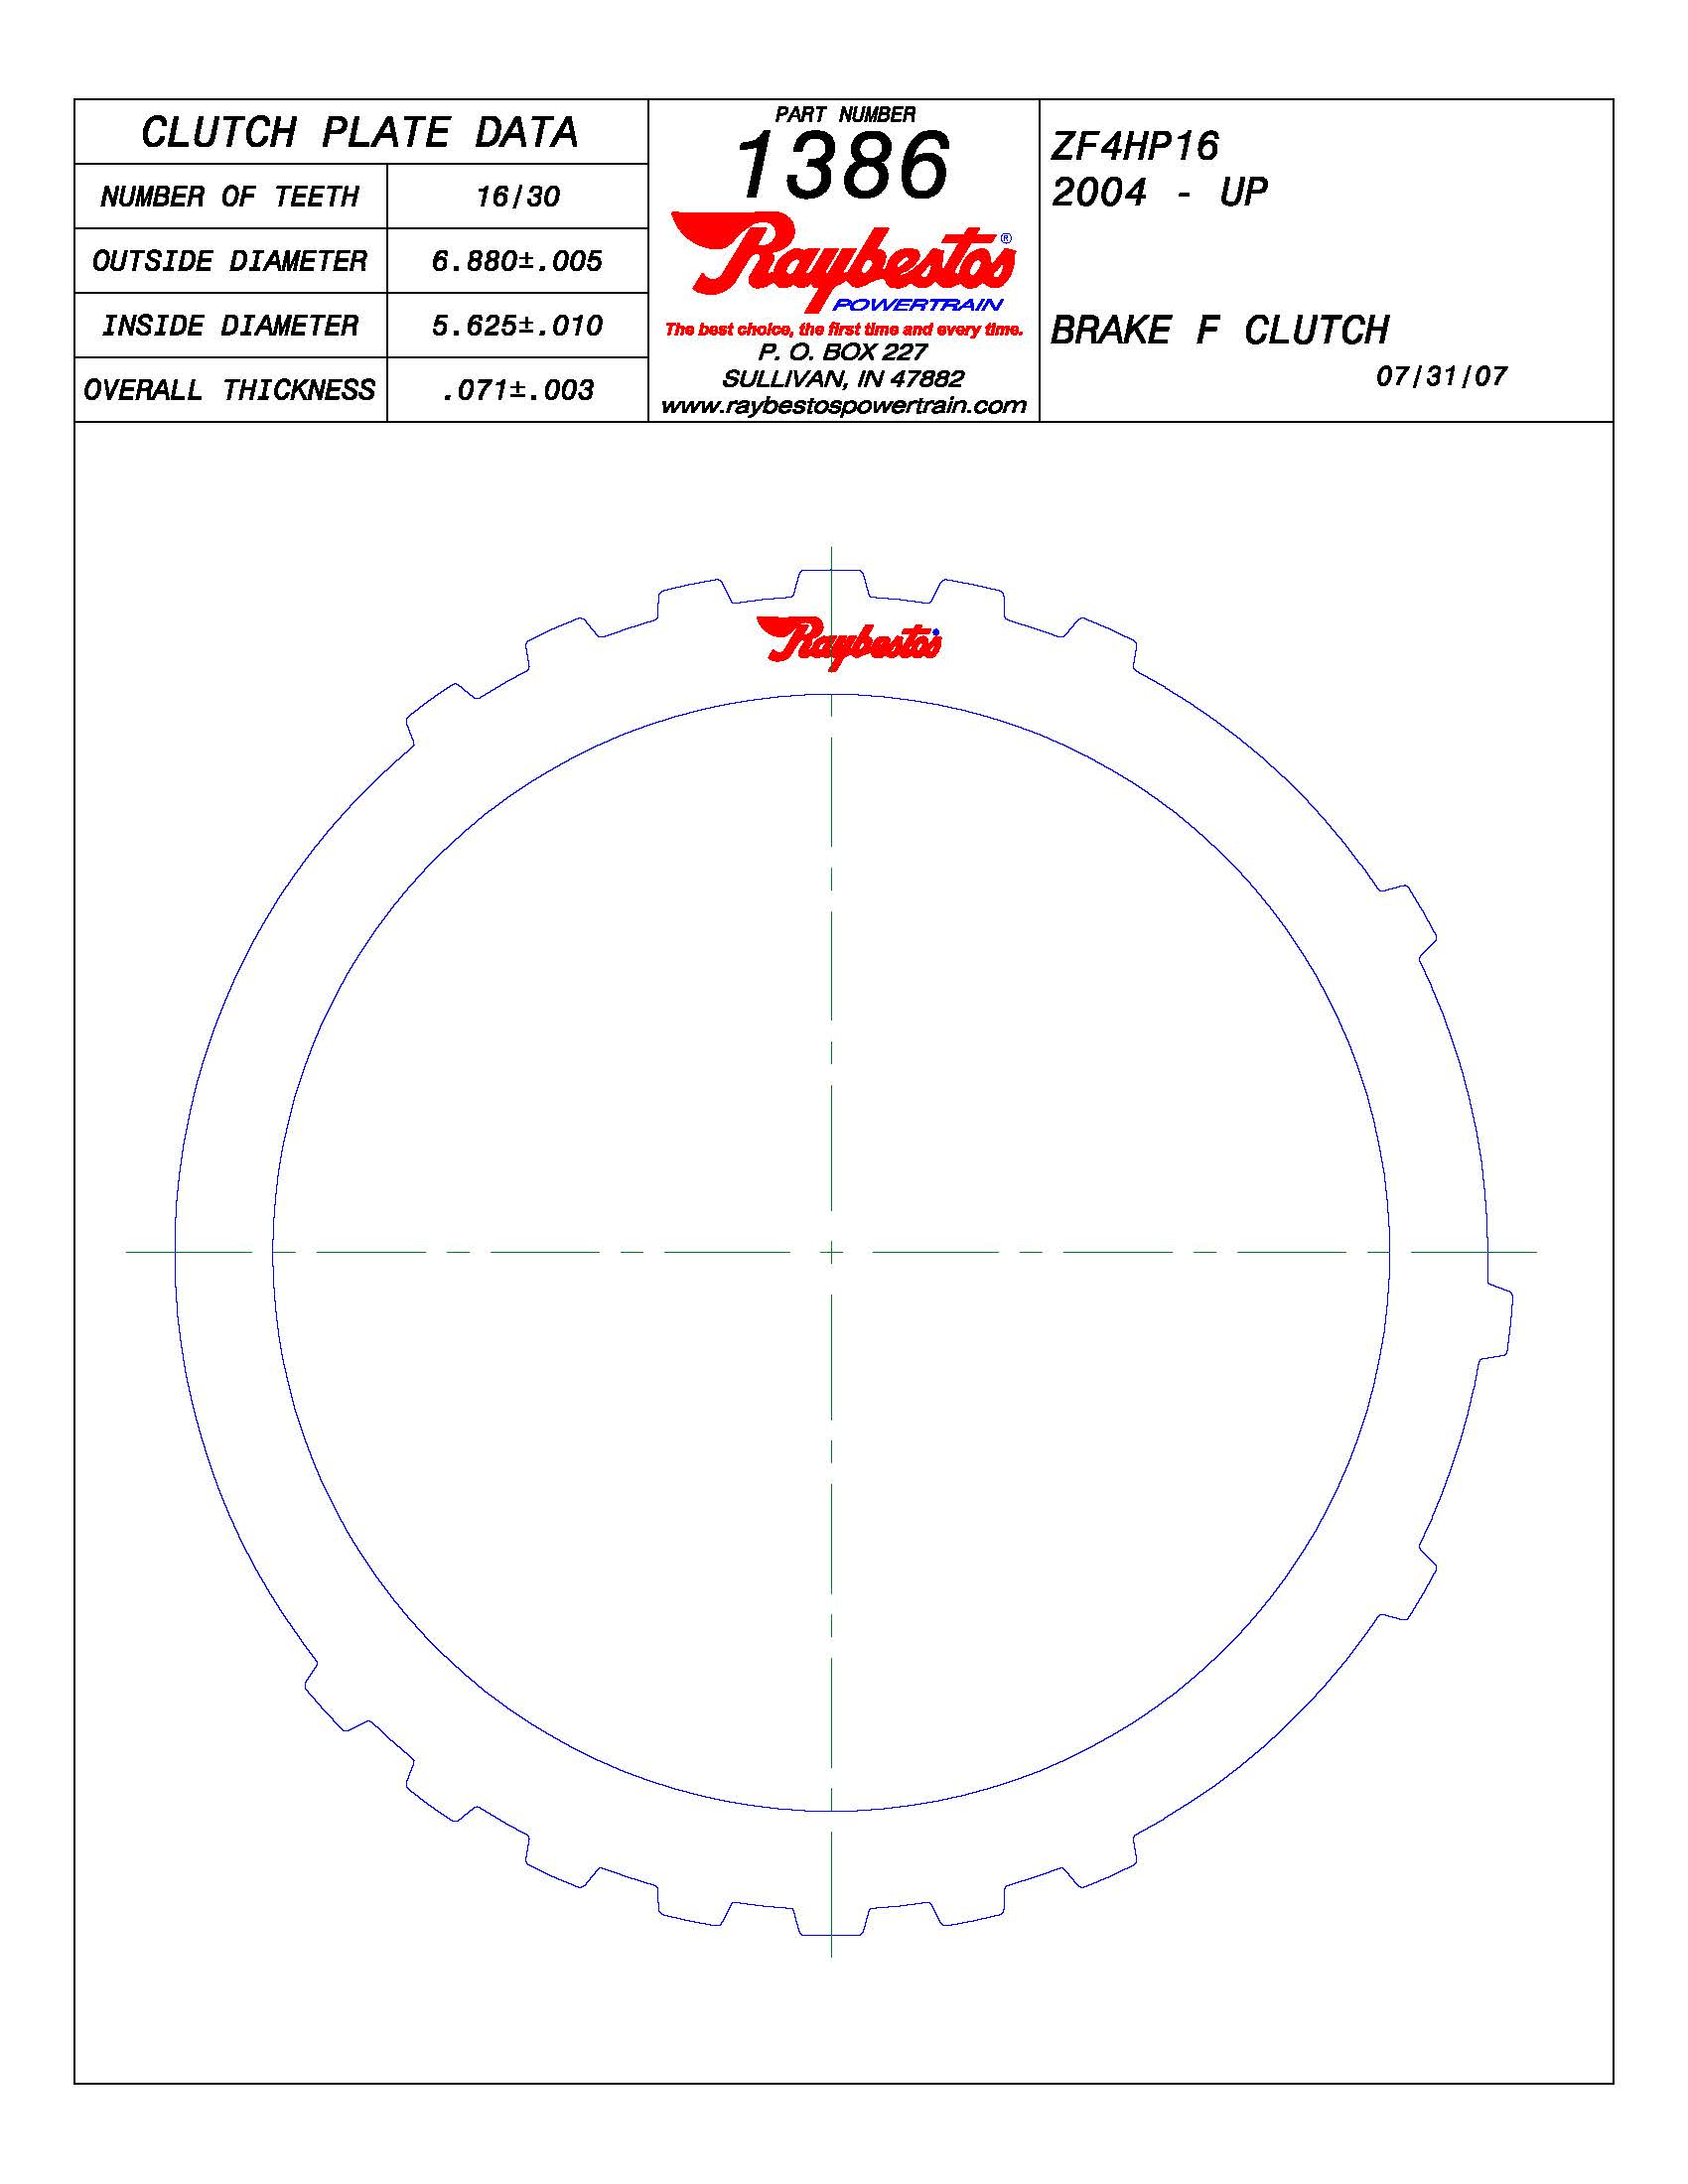 CLUTCH PLATE DATA
NUMBER OF TEETH 16/30
OUTSIDE DIAMETER 6.880±.005
INSIDE DIAMETER 5.625±.010
OVERALL THICKNESS .071±.003
PART NUMBER
1386
Raybestos®
POWERTRAIN
The best choice, the first time and every time.
P. O. BOX 227
SULLIVAN, IN 47882
www.raybestospowertrain.com
ZF4HP16
2004 - UP
BRAKE F CLUTCH
07/31/07
Raybestos